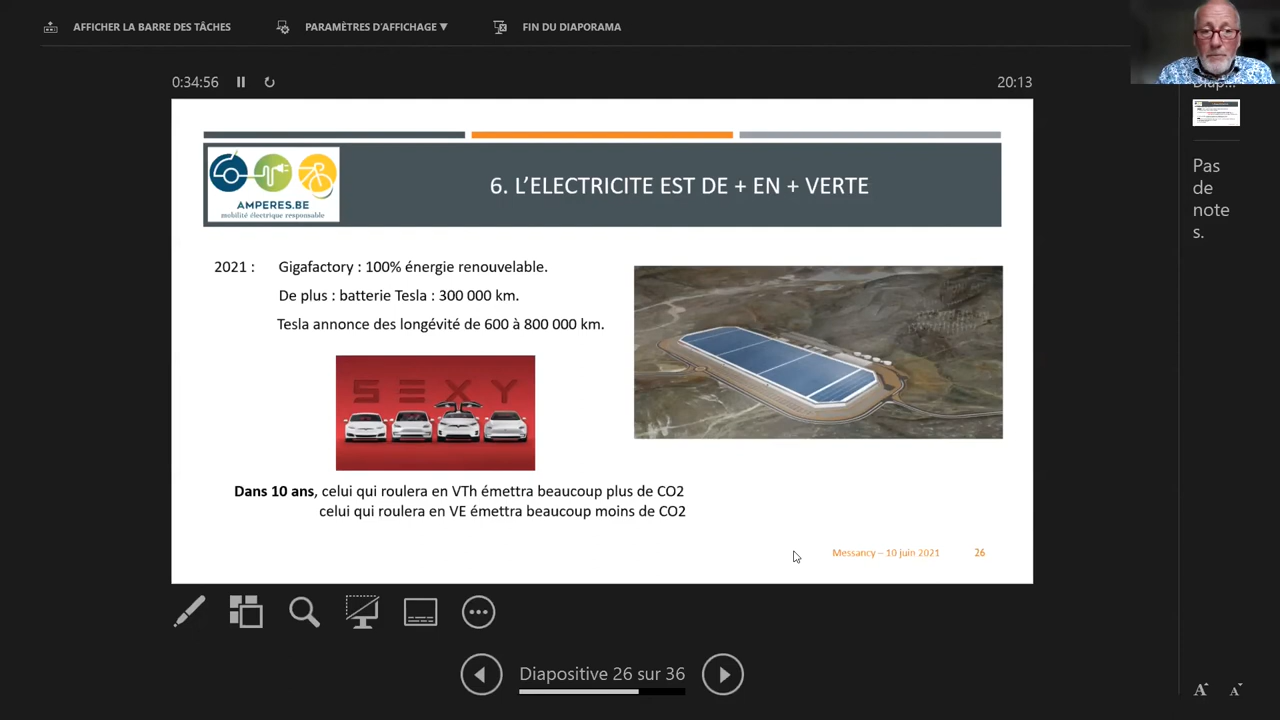 AFFICHER LA BARRE DES TÂCHES
PARAMÈTRES D'AFFICHAGE ▼
FIN DU DIAPORAMA
0:34:56
20:13
AMPERES.BE
mobilité électrique responsable
6. L'ELECTRICITE EST DE + EN + VERTE
2021 : Gigafactory : 100% énergie renouvelable.
De plus : batterie Tesla : 300 000 km.
Tesla annonce des longévité de 600 à 800 000 km.
SEXY
Dans 10 ans, celui qui roulera en VTh émettra beaucoup plus de CO2
celui qui roulera en VE émettra beaucoup moins de CO2
Messancy – 10 juin 2021 26
Diapositive 26 sur 36
Diap...
Pas
de
note
s.
A A